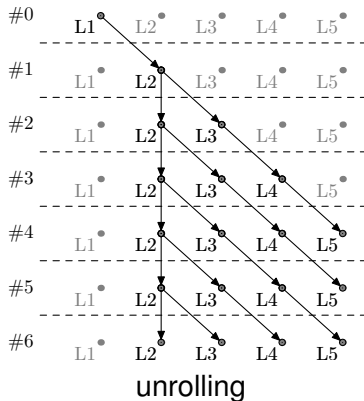 #0 L1 L2 L3 L4 L5
#1 L1 L2 L3 L4 L5
#2 L1 L2 L3 L4 L5
#3 L1 L2 L3 L4 L5
#4 L1 L2 L3 L4 L5
#5 L1 L2 L3 L4 L5
#6 L1 L2 L3 L4 L5
unrolling